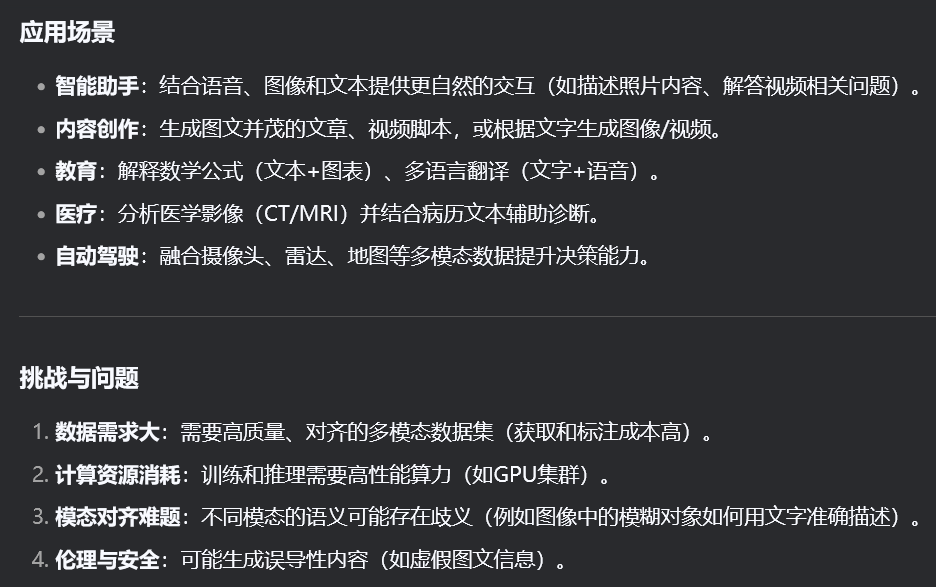 应用场景
• 智能助手：结合语音、图像和文本提供更自然的交互（如描述照片内容、解答视频相关问题）。
• 内容创作：生成图文并茂的文章、视频脚本，或根据文字生成图像/视频。
• 教育：解释数学公式（文本+图表）、多语言翻译（文字+语音）。
• 医疗：分析医学影像（CT/MRI）并结合病历文本辅助诊断。
• 自动驾驶：融合摄像头、雷达、地图等多模态数据提升决策能力。
挑战与问题
1. 数据需求大：需要高质量、对齐的多模态数据集（获取和标注成本高）。
2. 计算资源消耗：训练和推理需要高性能算力（如GPU集群）。
3. 模态对齐难题：不同模态的语义可能存在歧义（例如图像中的模糊对象如何用文字准确描述）。
4. 伦理与安全：可能生成误导性内容（如虚假图文信息）。